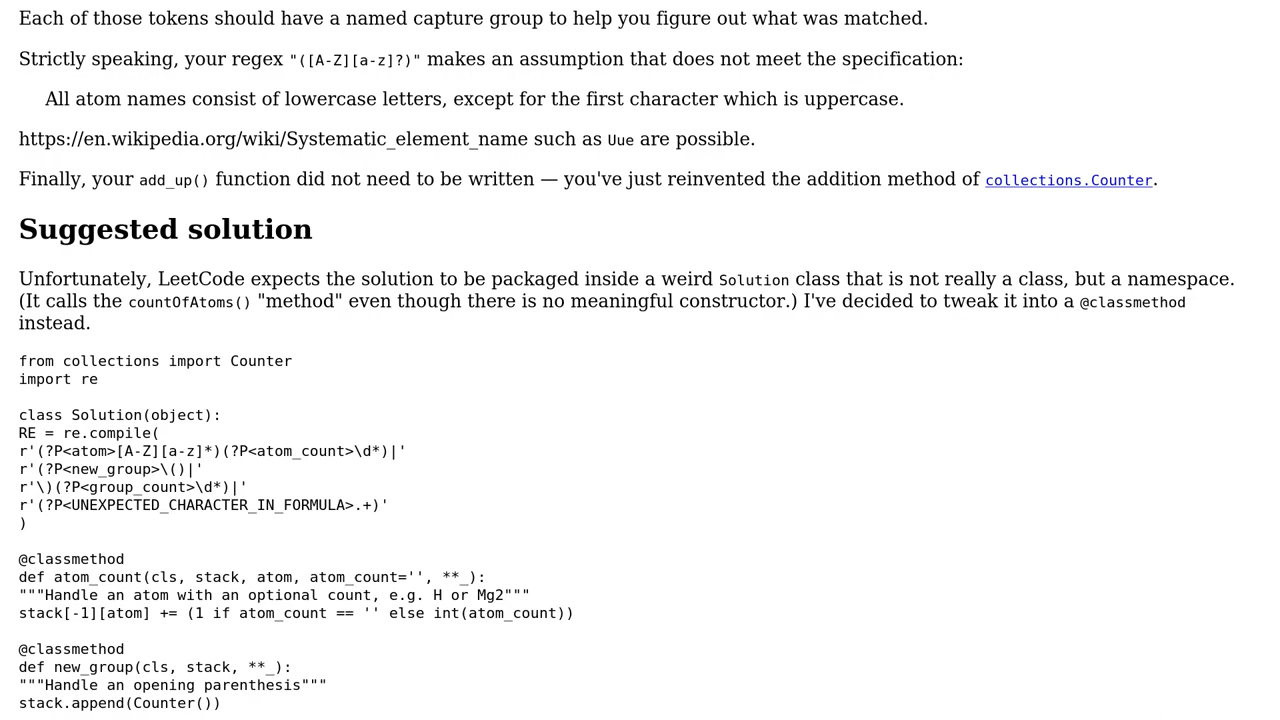 Each of those tokens should have a named capture group to help you figure out what was matched.
Strictly speaking, your regex "([A-Z][a-z]?)" makes an assumption that does not meet the specification:
All atom names consist of lowercase letters, except for the first character which is uppercase.
https://en.wikipedia.org/wiki/Systematic_element_name such as Uue are possible.
Finally, your add_up() function did not need to be written — you've just reinvented the addition method of collections.Counter.
Suggested solution
Unfortunately, LeetCode expects the solution to be packaged inside a weird Solution class that is not really a class, but a namespace.
(It calls the countOfAtoms() "method" even though there is no meaningful constructor.) I've decided to tweak it into a @classmethod
instead.
from collections import Counter
import re
class Solution(object):
RE = re.compile(
r'(?P<atom>[A-Z][a-z]*)(?P<atom_count>\d*)|'
r'(?P<new_group>\()|'
r'\)(?P<group_count>\d*)|'
r'(?P<UNEXPECTED_CHARACTER_IN_FORMULA>.+)'
)
@classmethod
def atom_count(cls, stack, atom, atom_count='', **_):
"""Handle an atom with an optional count, e.g. H or Mg2"""
stack[-1][atom] += (1 if atom_count == '' else int(atom_count))
@classmethod
def new_group(cls, stack, **_):
"""Handle an opening parenthesis"""
stack.append(Counter())